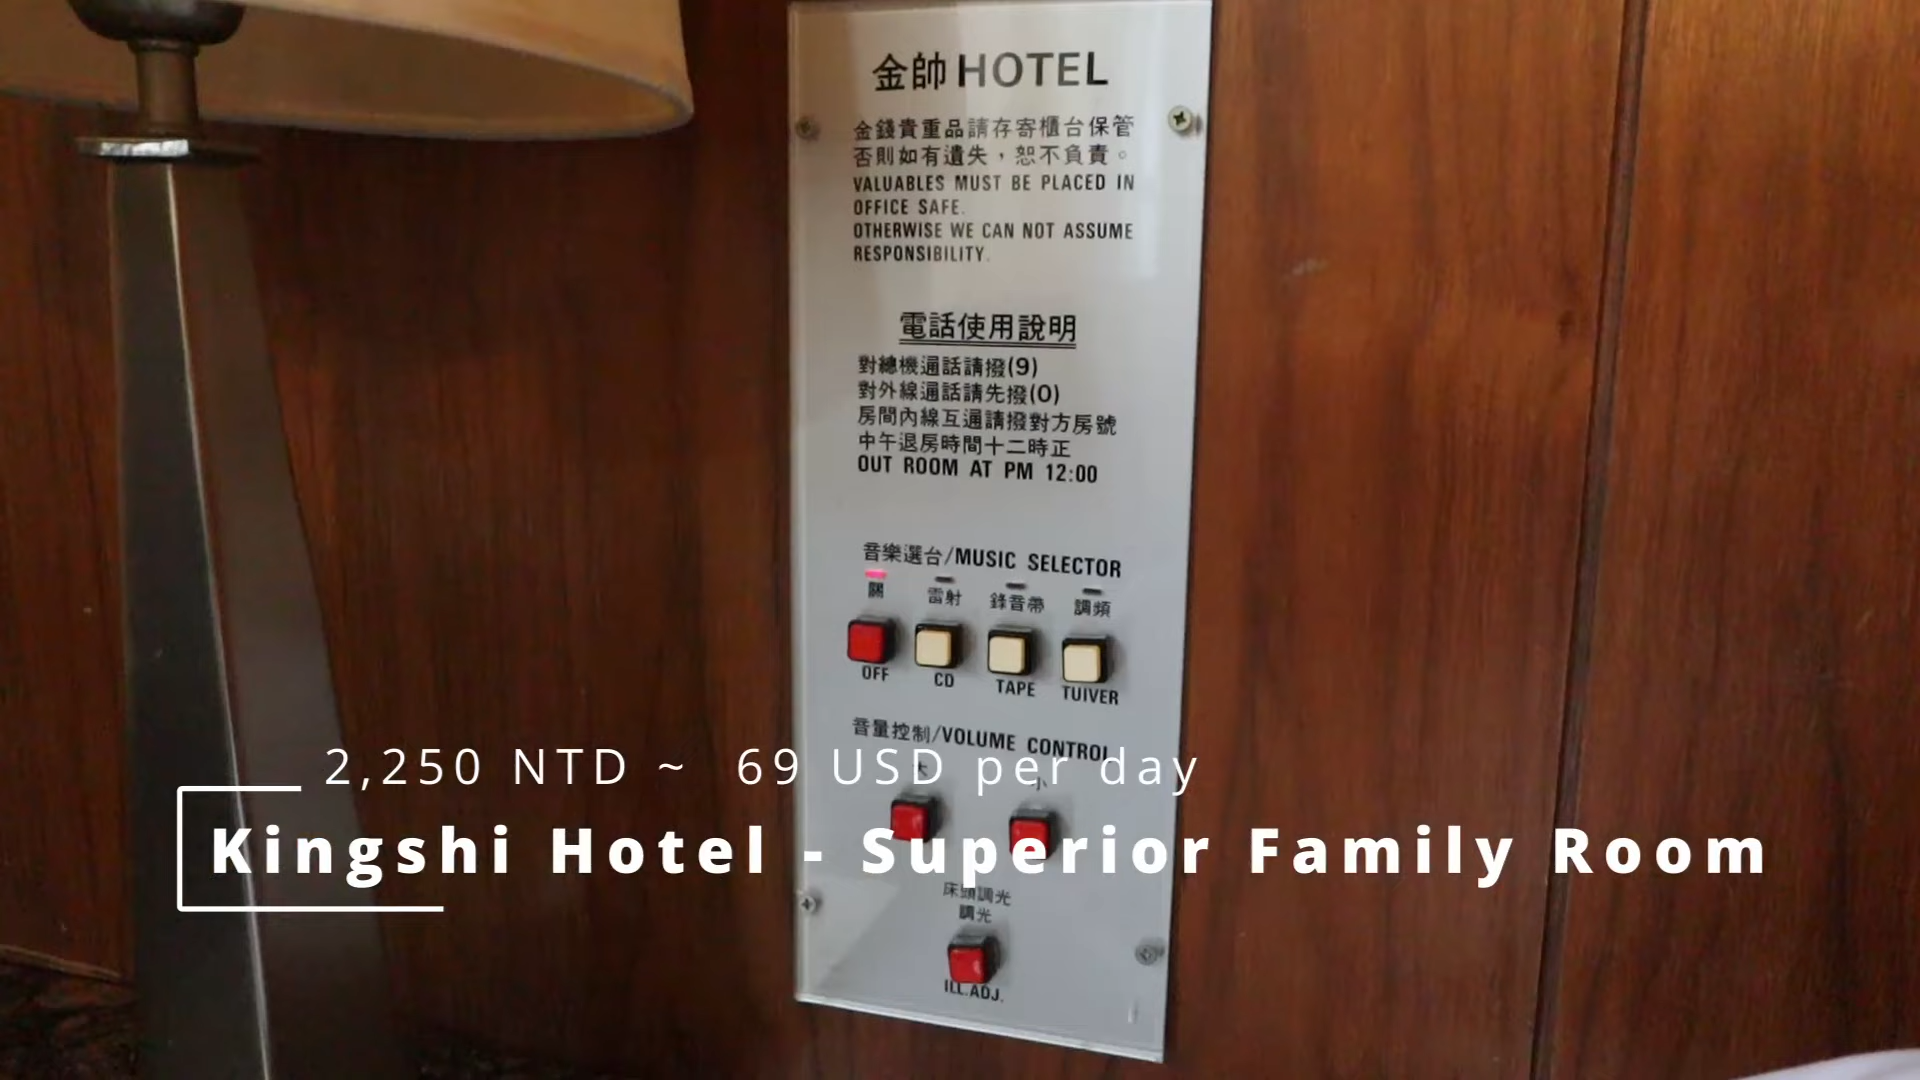 金帥HOTEL
金錢貴重品請存寄櫃台保管
否則如有遺失，恕不負責。
VALUABLES MUST BE PLACED IN
OFFICE SAFE.
OTHERWISE WE CAN NOT ASSUME
RESPONSIBILITY.
電話使用說明
對總機通話請撥(9)
對外線通話請先撥(0)
房間內線互通請撥對方房號
中午退房時間十二時正
OUT ROOM AT PM 12:00
音樂選台/MUSIC SELECTOR
關 雷射 錄音帶 調頻
OFF CD TAPE TUIVER
音量控制/VOLUME CONTROL
大 小
2,250 NTD ~ 69 USD per day
Kingshi Hotel - Superior Family Room
床頭調光
調光
ILL.ADJ.